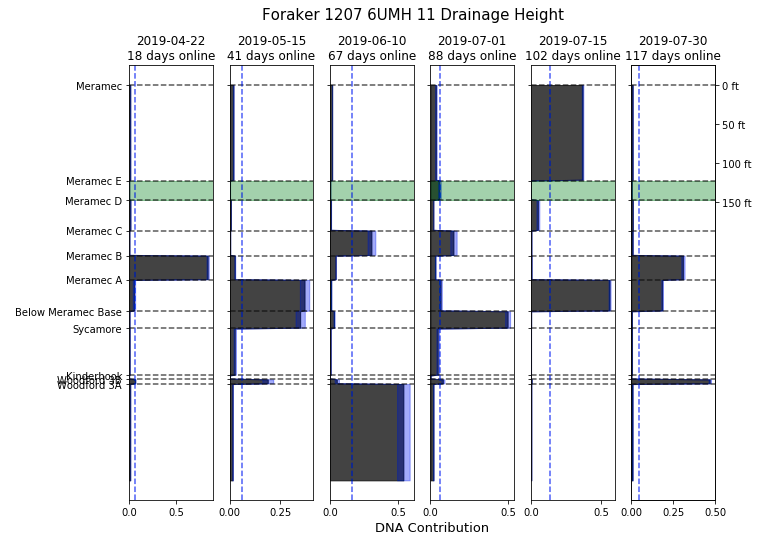 Foraker 1207 6UMH 11 Drainage Height
2019-04-22
18 days online
2019-05-15
41 days online
2019-06-10
67 days online
2019-07-01
88 days online
2019-07-15
102 days online
2019-07-30
117 days online
Meramec
Meramec E
Meramec D
Meramec C
Meramec B
Meramec A
Below Meramec Base
Sycamore
Kinderhook
Woodford 3B
Woodford 3A
0 ft
50 ft
100 ft
150 ft
0.0 0.5
0.00 0.25
0.0 0.5
0.0 0.5
0.0 0.5
0.00 0.25 0.50
DNA Contribution